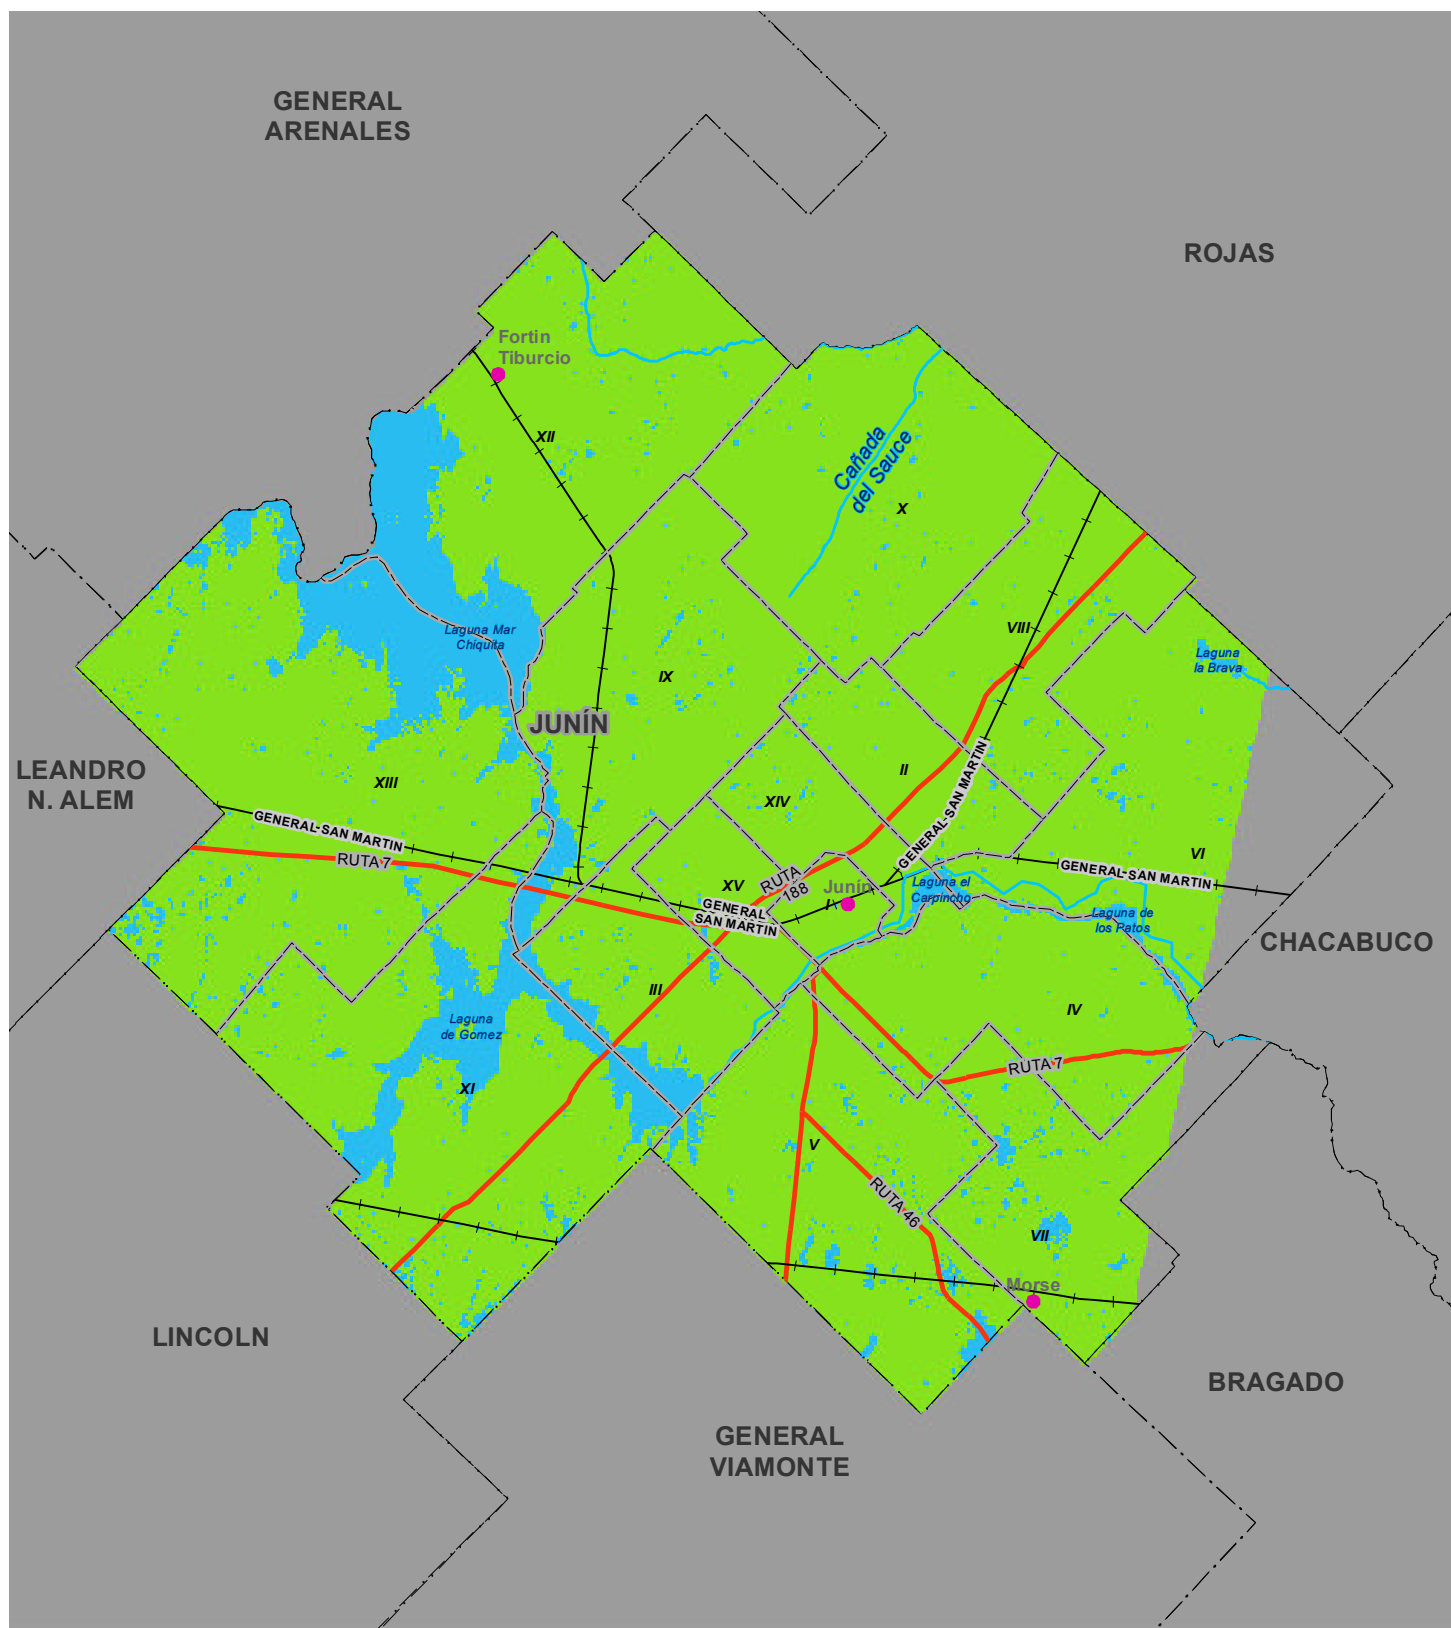 GENERAL
ARENALES
ROJAS
Fortin
Tiburcio
XII
Cañada
del Sauce
X
Laguna Mar
Chiquita
VIII
Laguna
la Brava
IX
JUNÍN
LEANDRO
N. ALEM
XIII
II
XIV
GENERAL-SAN MARTIN
GENERAL-SAN MARTIN
RUTA 7
VI
GENERAL-SAN MARTIN
XV
RUTA
188
Junín
I
Laguna el
Carpincho
GENERAL
SAN MARTIN
Laguna de
los Patos
CHACABUCO
III
IV
Laguna
de Gomez
RUTA 7
XI
V
RUTA 46
VII
Morse
LINCOLN
BRAGADO
GENERAL
VIAMONTE